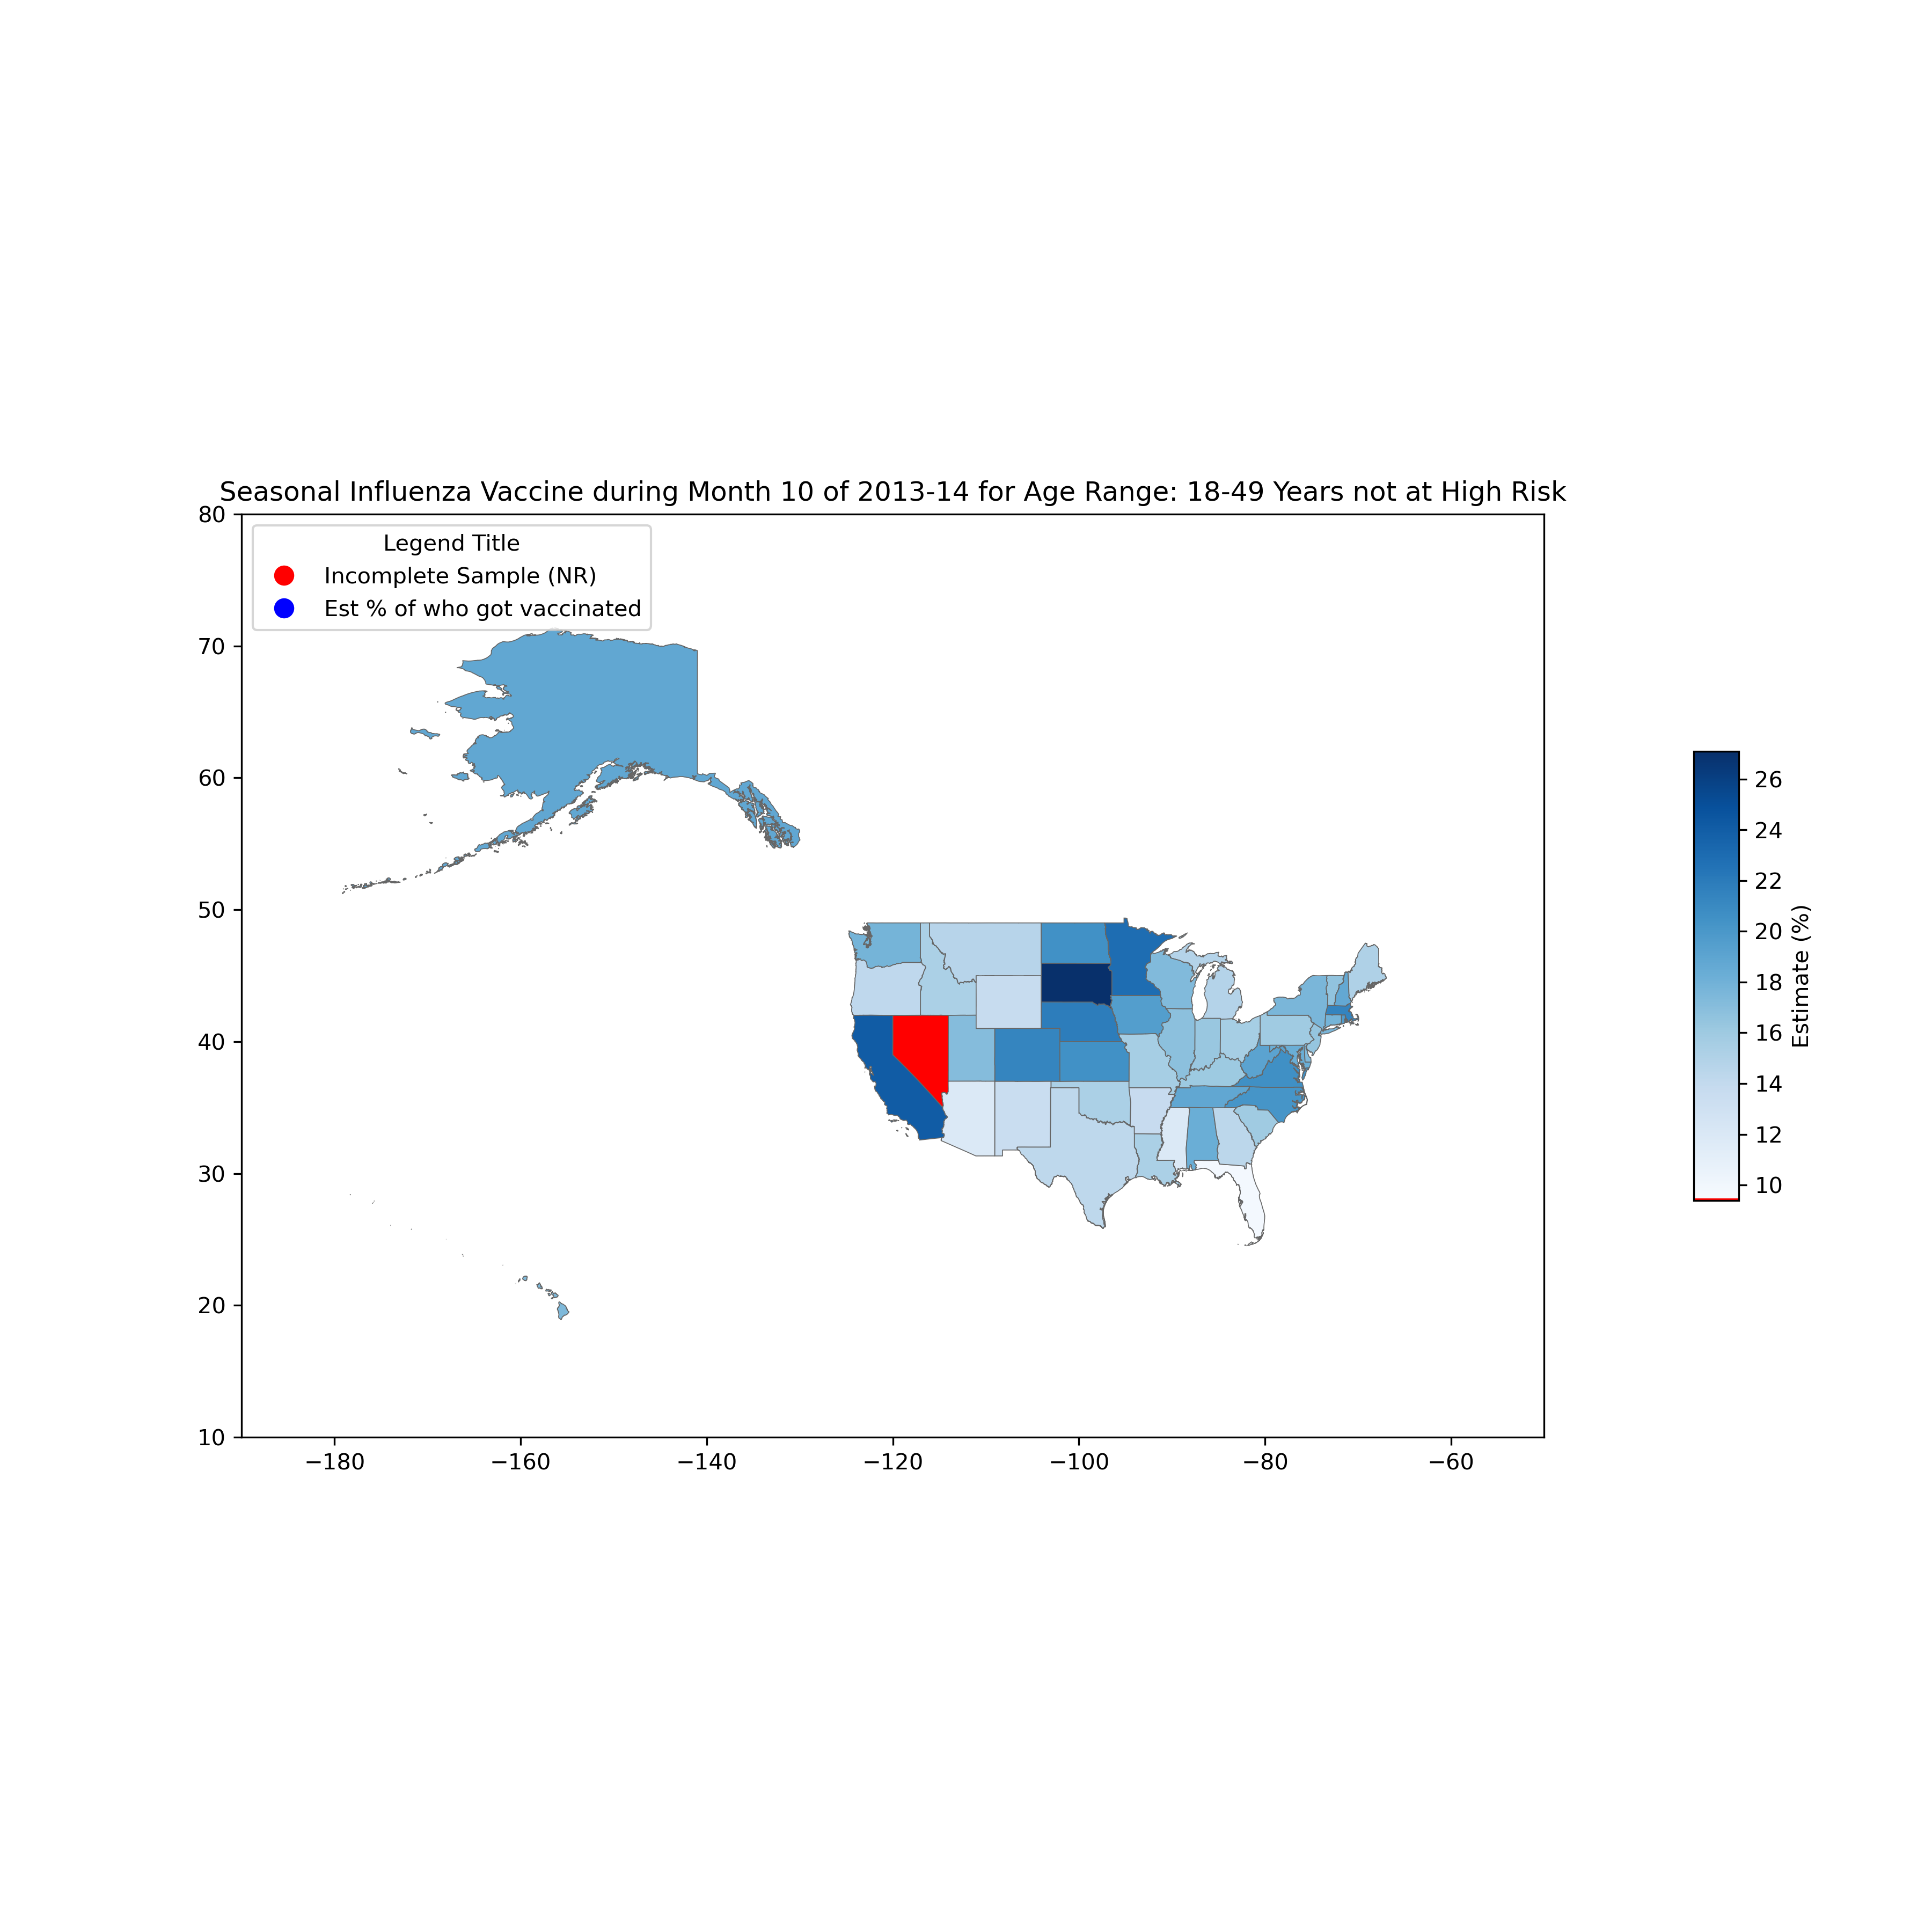 Seasonal Influenza Vaccine during Month 10 of 2013-14 for Age Range: 18-49 Years not at High Risk
Legend Title
Incomplete Sample (NR)
Est % of who got vaccinated
80
70
60
50
40
30
20
10
−180 −160 −140 −120 −100 −80 −60
26
24
22
20
18
16
14
12
10
Estimate (%)